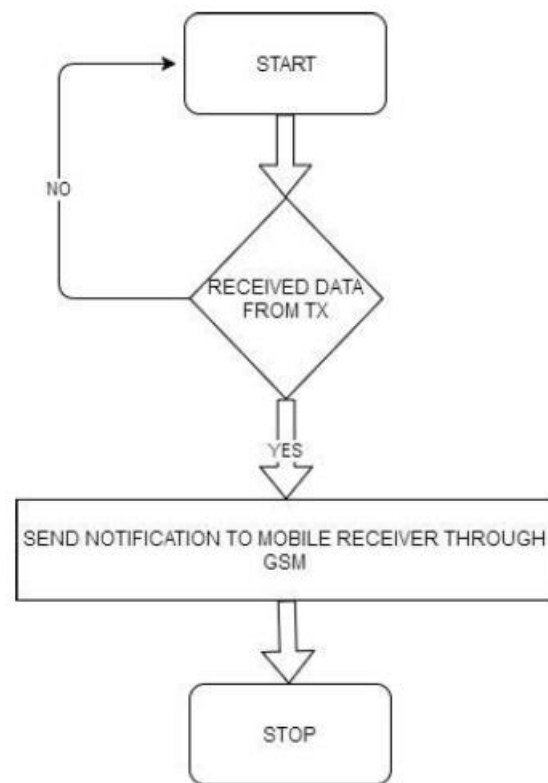 START
NO
RECEIVED DATA
FROM TX
YES
SEND NOTIFICATION TO MOBILE RECEIVER THROUGH
GSM
STOP